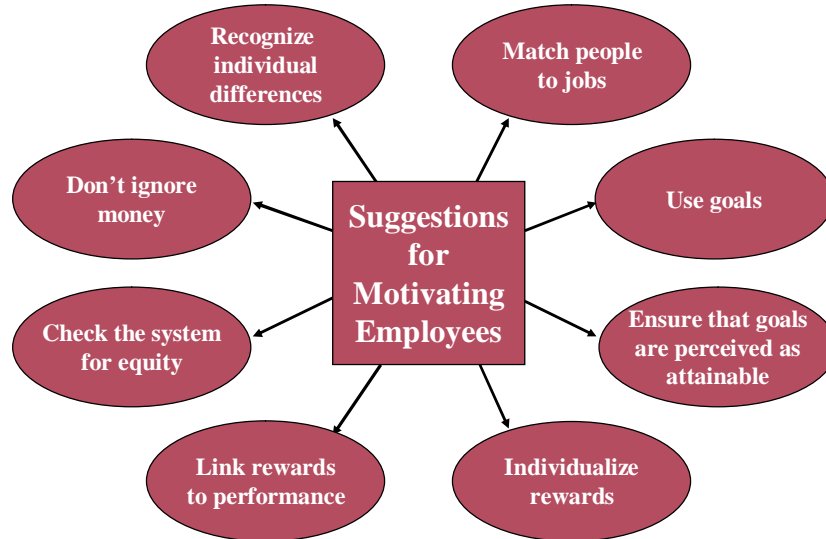 Recognize
individual
differences
Match people
to jobs
Don’t ignore
money
Use goals
Suggestions
for
Motivating
Employees
Check the system
for equity
Ensure that goals
are perceived as
attainable
Link rewards
to performance
Individualize
rewards